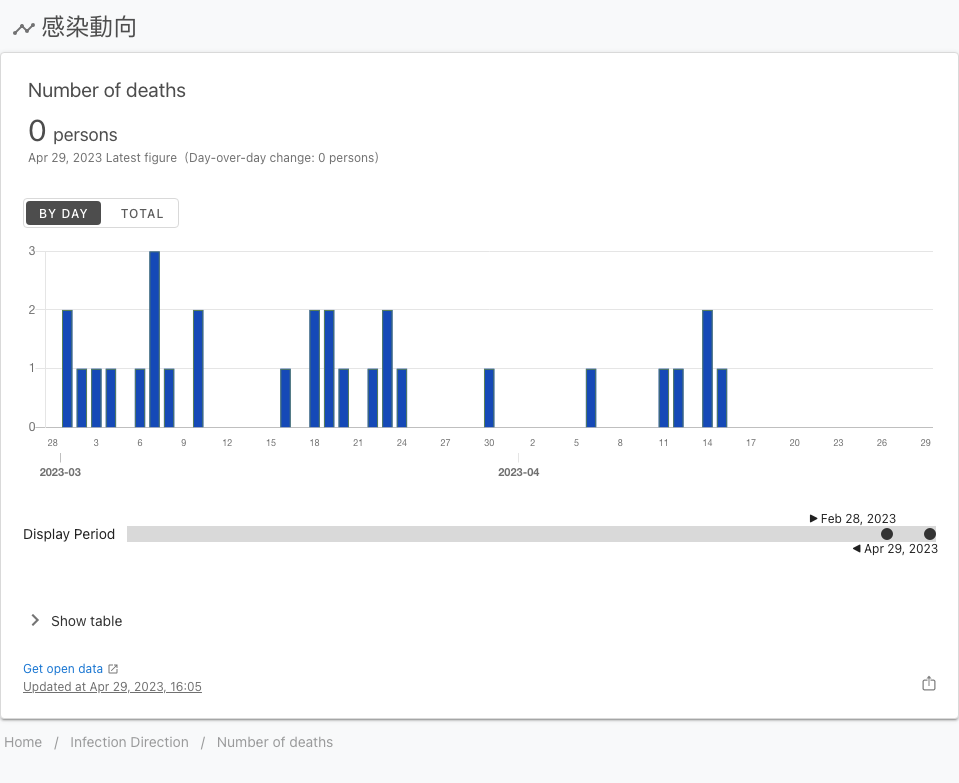 感染動向
Number of deaths
0 persons
Apr 29, 2023 Latest figure (Day-over-day change: 0 persons)
BY DAY TOTAL
3
2
1
0
28 3 6 9 12 15 18 21 24 27 30 2 5 8 11 14 17 20 23 26 29
2023-03 2023-04
Feb 28, 2023
Display Period
Apr 29, 2023
Show table
Get open data
Updated at Apr 29, 2023, 16:05
Home / Infection Direction / Number of deaths